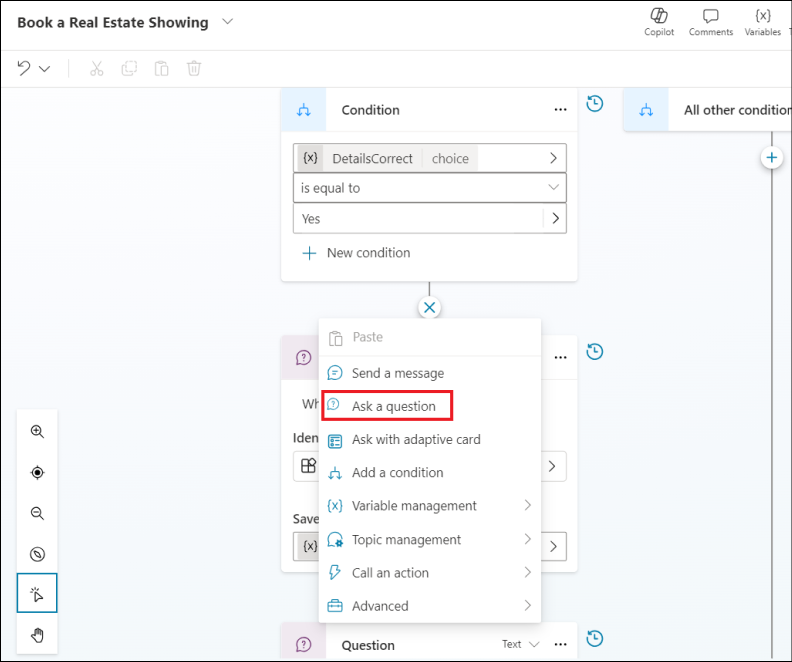 Book a Real Estate Showing
Copilot
Comments
{x}
Variables
Condition
All other condition
{x} DetailsCorrect choice
is equal to
Yes
New condition
Paste
Send a message
Wh
Ask a question
Iden
Ask with adaptive card
Add a condition
{x} Variable management
Save
{x}
Topic management
Call an action
Advanced
Question
Text